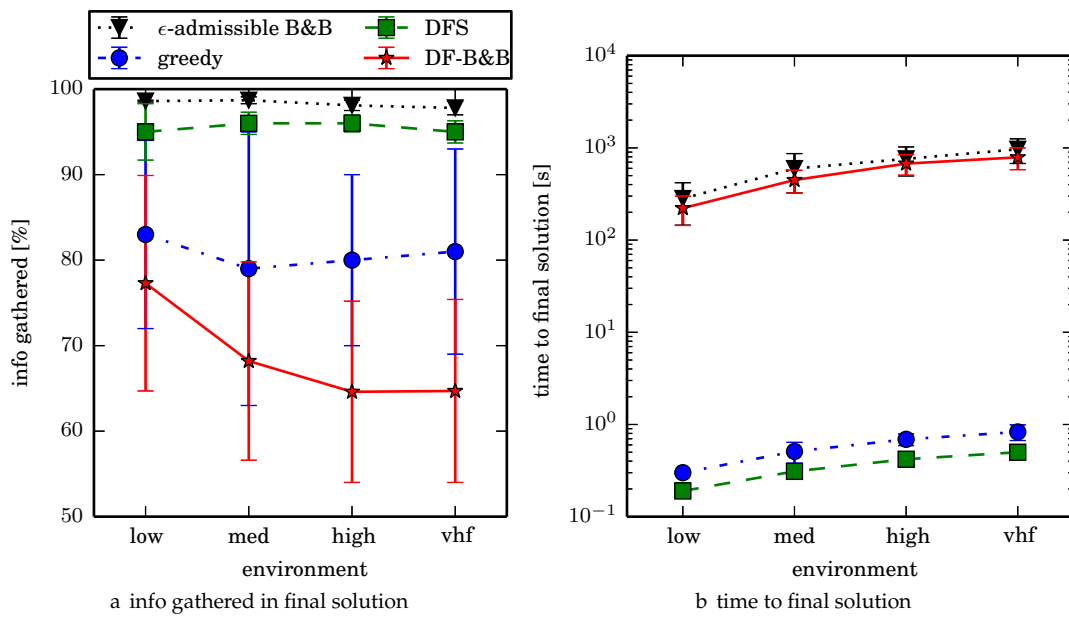 ϵ-admissible B&B
greedy
DFS
DF-B&B
100
90
80
70
60
50
info gathered [%]
low med high vhf
environment
a info gathered in final solution
10⁴
10³
10²
10¹
10⁰
10⁻¹
time to final solution [s]
low med high vhf
environment
b time to final solution